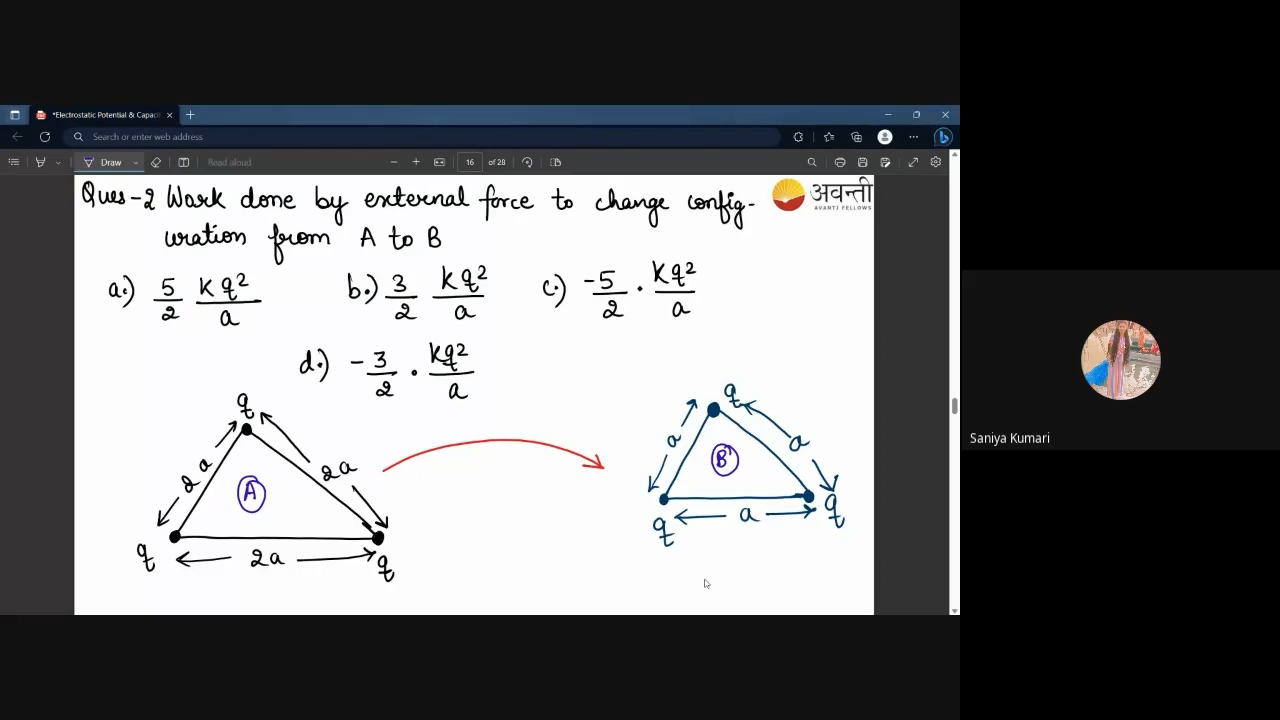 *Electrostatic Potential & Capaci
Search or enter web address
Draw
Read aloud
16 of 28
Ques-2 Work done by external force to change config-
uration from A to B
अवन्ती
AVANTI FELLOWS
a.) 5/2 kq²/a b.) 3/2 kq²/a c.) -5/2 . kq²/a
d.) -3/2 . kq²/a
q
2a
2a
A
q
2a
q
q
a
a
B
q
a
q
Saniya Kumari